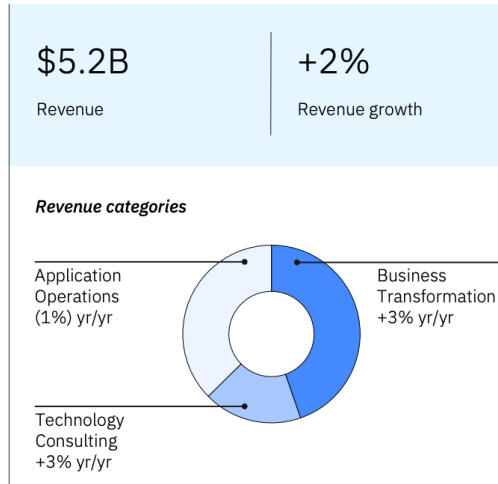 $5.2B
Revenue
+2%
Revenue growth
Revenue categories
Application
Operations
(1%) yr/yr
Business
Transformation
+3% yr/yr
Technology
Consulting
+3% yr/yr